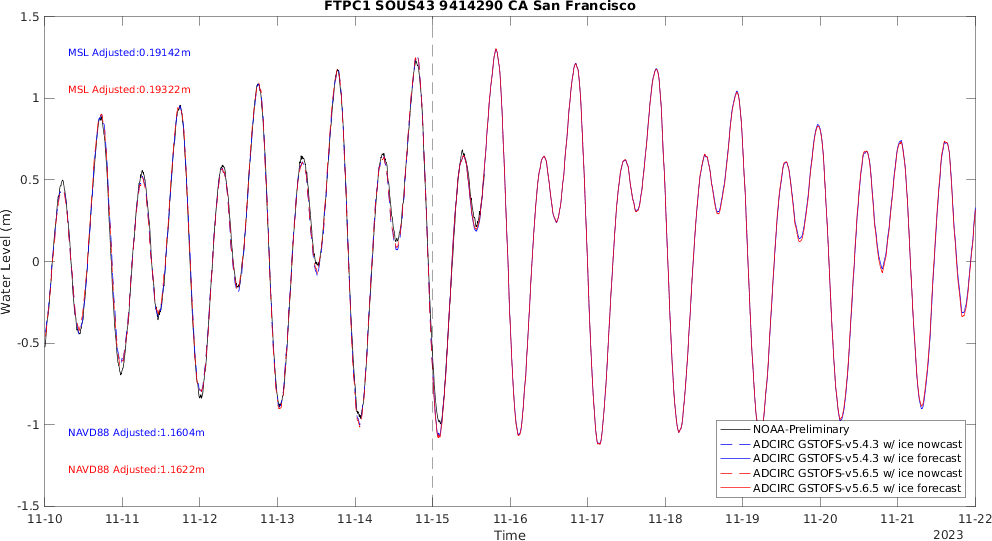 FTPC1 SOUS43 9414290 CA San Francisco
1.5
1
0.5
0
-0.5
-1
-1.5
Water Level (m)
MSL Adjusted:0.19142m
MSL Adjusted:0.19322m
NAVD88 Adjusted:1.1604m
NAVD88 Adjusted:1.1622m
NOAA-Preliminary
ADCIRC GSTOFS-v5.4.3 w/ ice nowcast
ADCIRC GSTOFS-v5.4.3 w/ ice forecast
ADCIRC GSTOFS-v5.6.5 w/ ice nowcast
ADCIRC GSTOFS-v5.6.5 w/ ice forecast
11-10 11-11 11-12 11-13 11-14 11-15 11-16 11-17 11-18 11-19 11-20 11-21 11-22
Time
2023